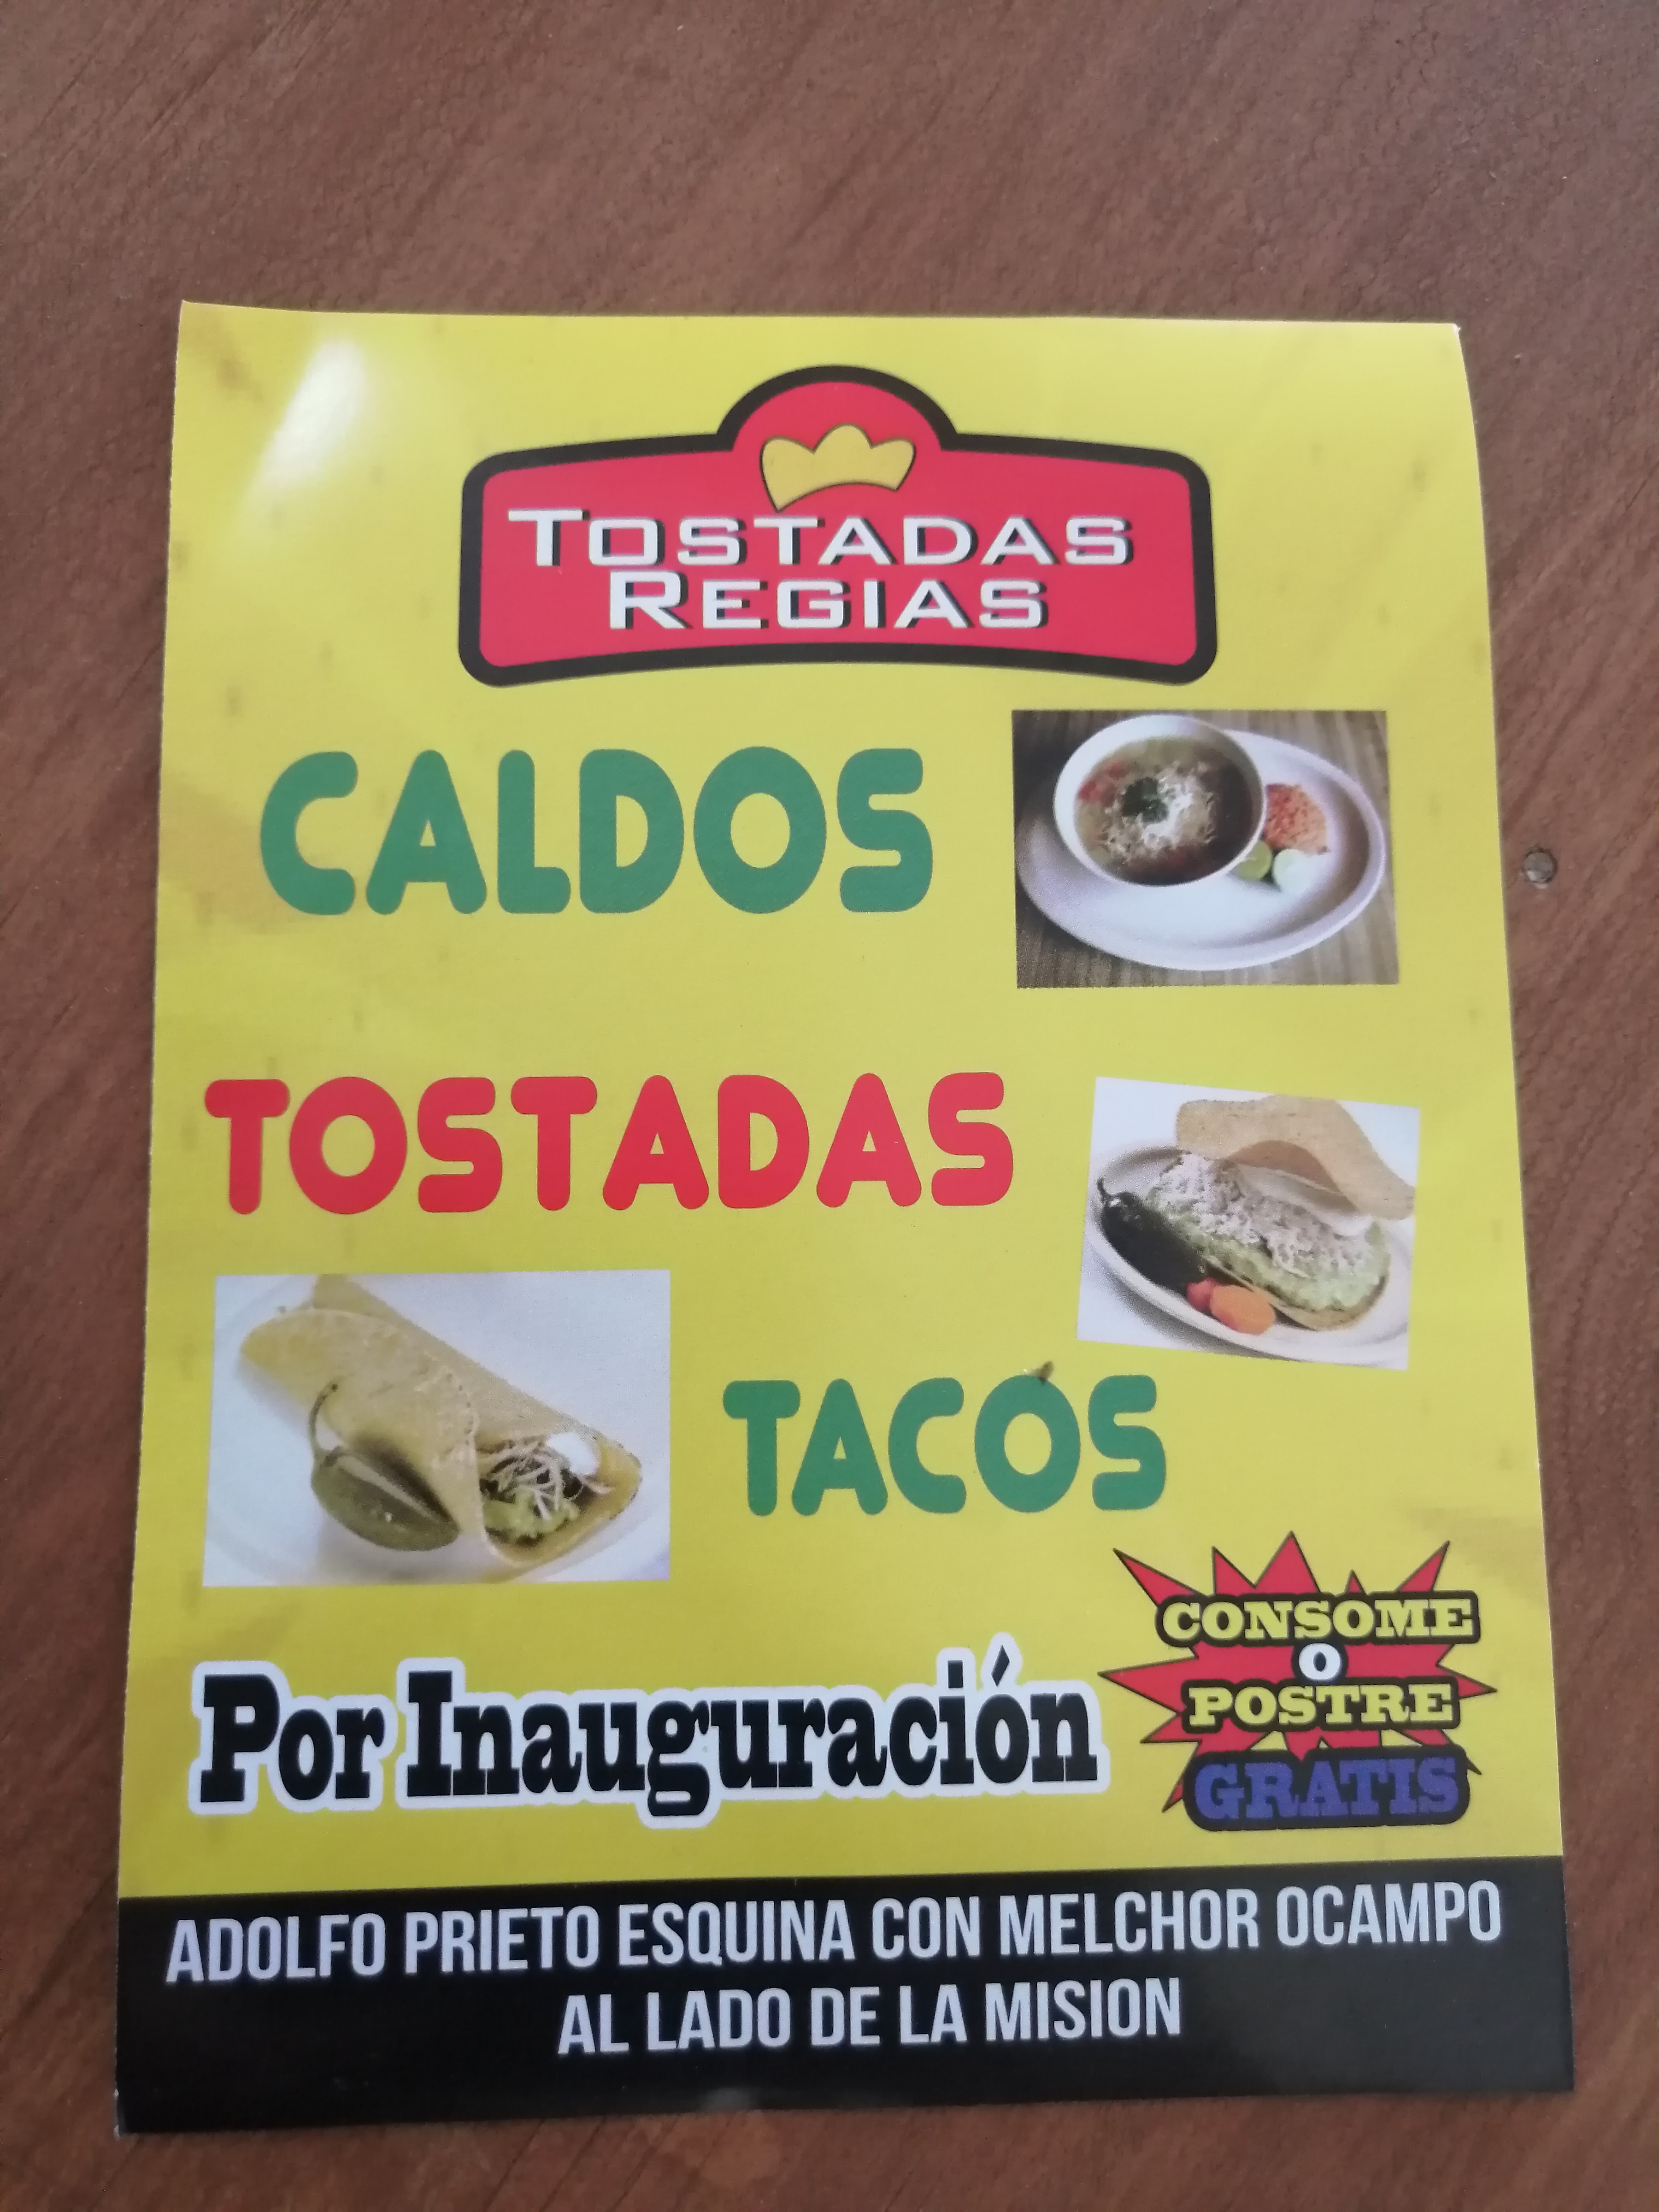 TOSTADAS
REGIAS
CALDOS
TOSTADAS
TACOS
Por Inauguración
CONSOME
O
POSTRE
GRATIS
ADOLFO PRIETO ESQUINA CON MELCHOR OCAMPO
AL LADO DE LA MISION